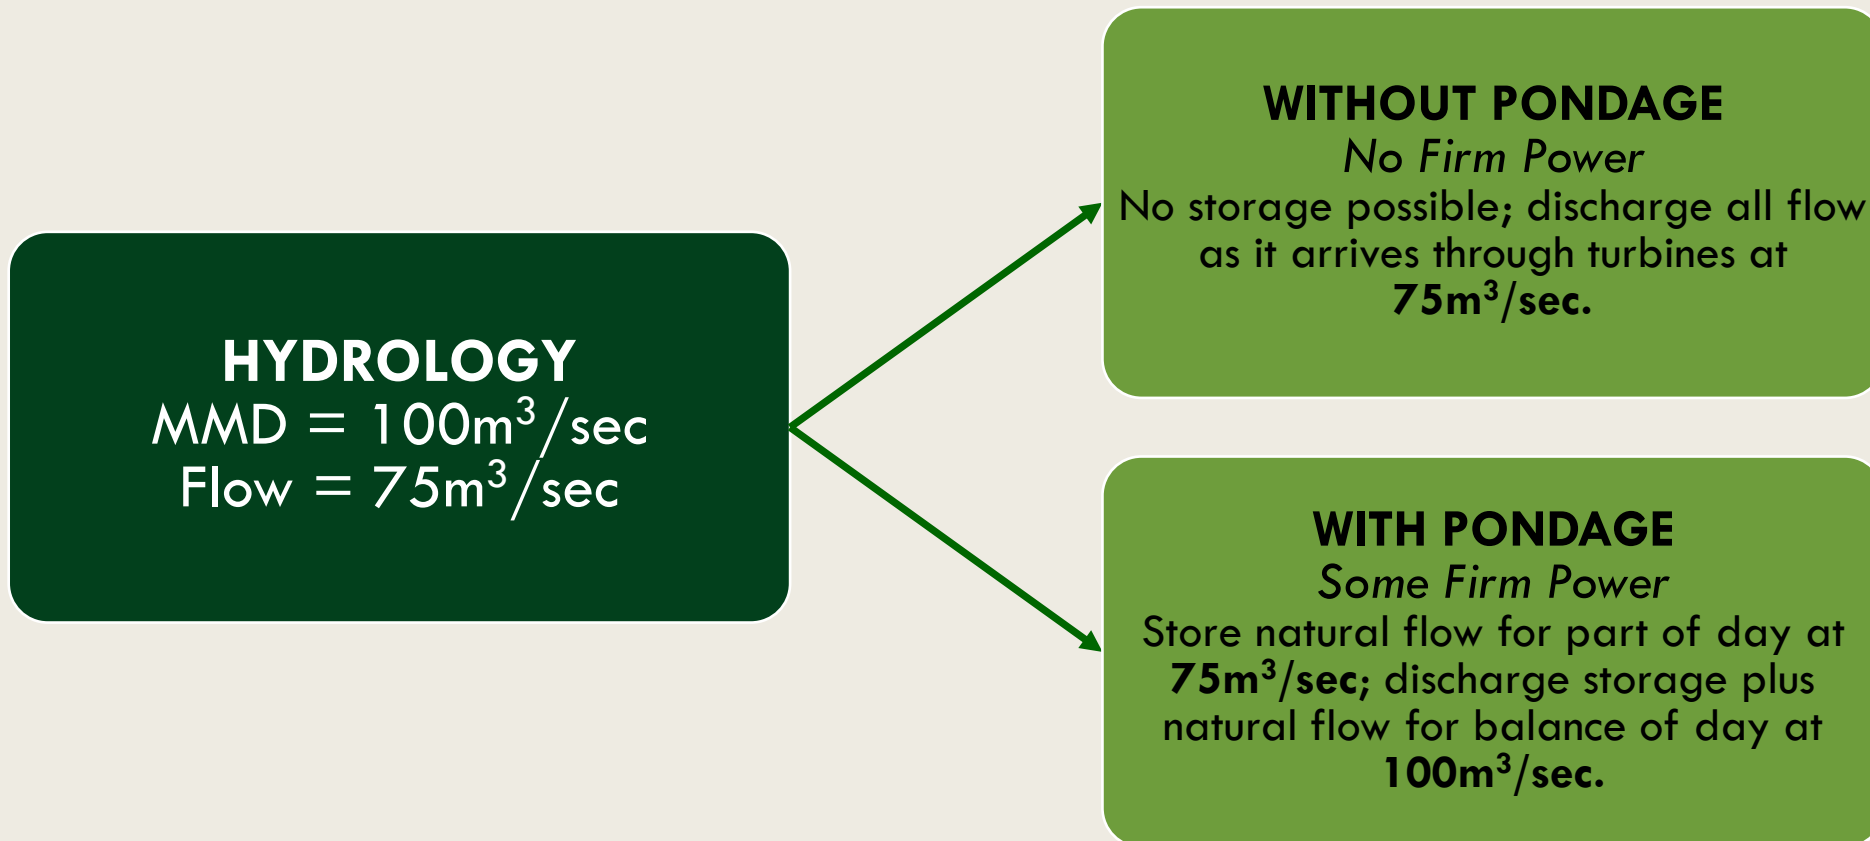 HYDROLOGY
MMD = 100m³/sec
Flow = 75m³/sec
WITHOUT PONDAGE
No Firm Power
No storage possible; discharge all flow
as it arrives through turbines at
75m³/sec.
WITH PONDAGE
Some Firm Power
Store natural flow for part of day at
75m³/sec; discharge storage plus
natural flow for balance of day at
100m³/sec.